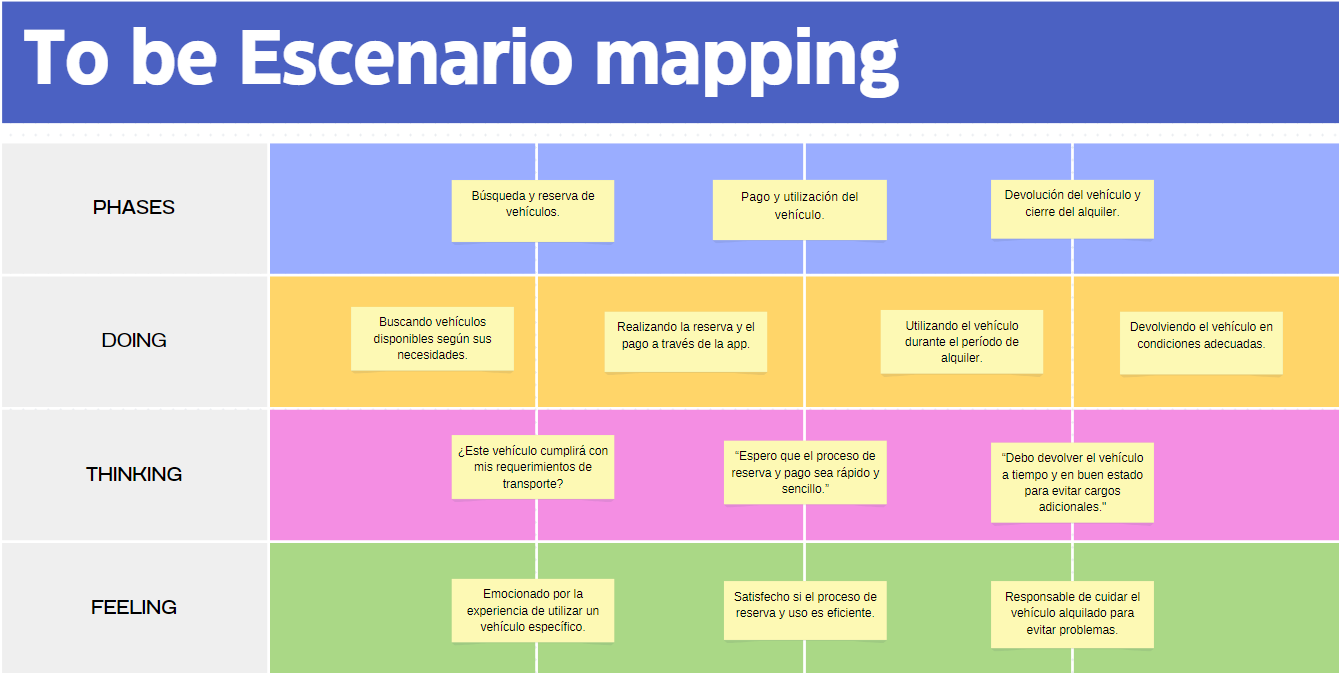 To be Escenario mapping
PHASES
Búsqueda y reserva de
vehículos.
Pago y utilización del
vehículo.
Devolución del vehículo y
cierre del alquiler.
DOING
Buscando vehículos
disponibles según sus
necesidades.
Realizando la reserva y el
pago a través de la app.
Utilizando el vehículo
durante el período de
alquiler.
Devolviendo el vehículo en
condiciones adecuadas.
THINKING
¿Este vehículo cumplirá con
mis requerimientos de
transporte?
“Espero que el proceso de
reserva y pago sea rápido y
sencillo.”
“Debo devolver el vehículo
a tiempo y en buen estado
para evitar cargos
adicionales."
FEELING
Emocionado por la
experiencia de utilizar un
vehículo específico.
Satisfecho si el proceso de
reserva y uso es eficiente.
Responsable de cuidar el
vehículo alquilado para
evitar problemas.